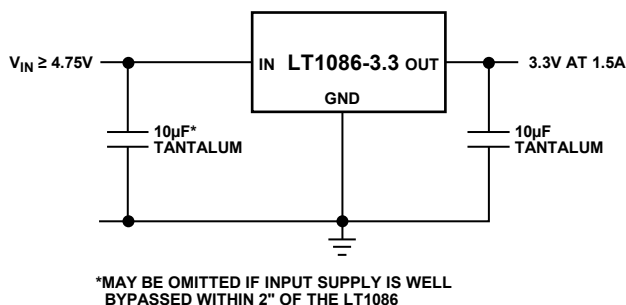 V_IN ≥ 4.75V
IN LT1086-3.3 OUT
3.3V AT 1.5A
GND
10µF*
TANTALUM
10µF
TANTALUM
*MAY BE OMITTED IF INPUT SUPPLY IS WELL
BYPASSED WITHIN 2" OF THE LT1086